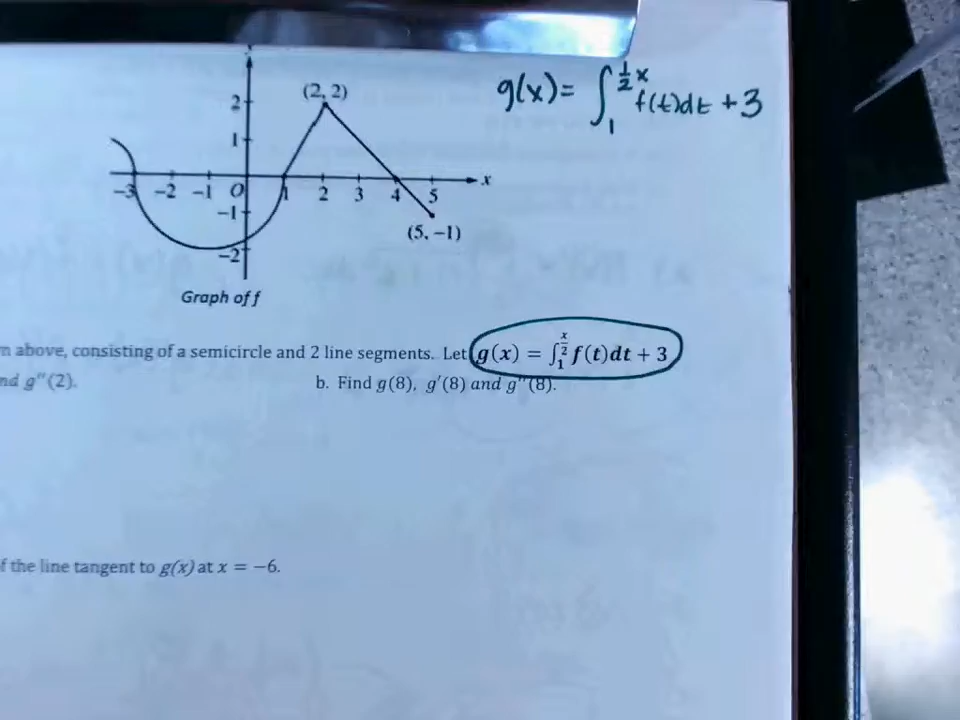 g(x) = ∫₁^{½x} f(t)dt + 3
(2, 2)
2
1
-3 -2 -1 O 1 2 3 4 5 x
-1
(5, -1)
-2
Graph of f
above, consisting of a semicircle and 2 line segments. Let g(x) = ∫₁^{x/2} f(t)dt + 3
g''(2). b. Find g(8), g'(8) and g''(8).
the line tangent to g(x) at x = -6.